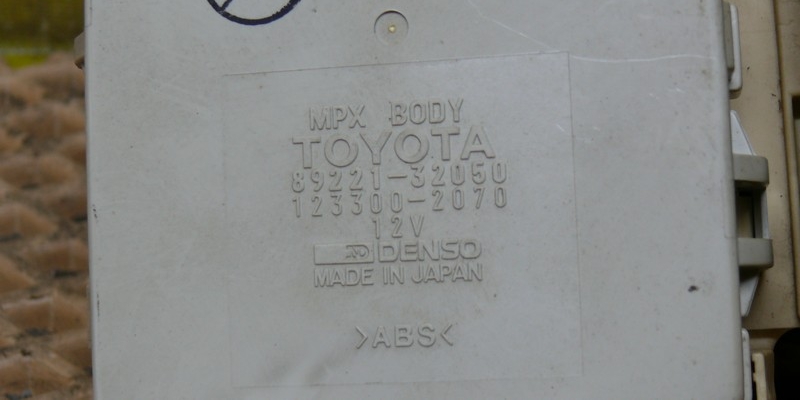 MPX BODY
TOYOTA
89221-32050
123300-2070
12V
DENSO
MADE IN JAPAN
>ABS<